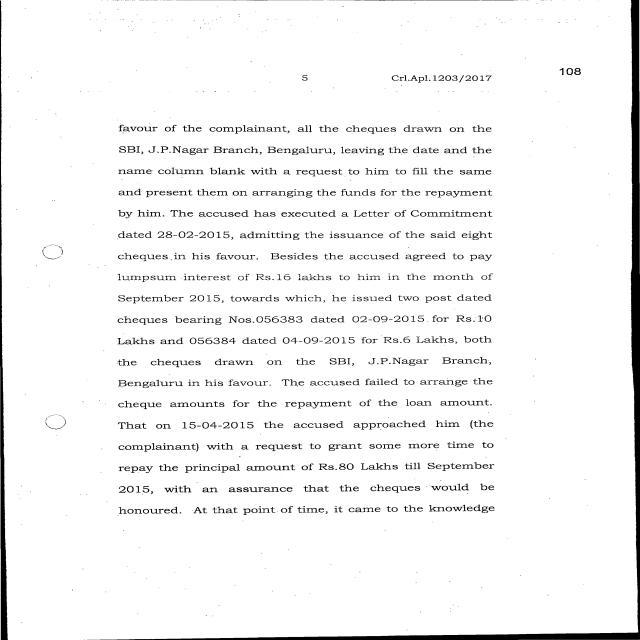 108
5 Crl.Apl.1203/2017
favour of the complainant, all the cheques drawn on the
SBI, J.P.Nagar Branch, Bengaluru, leaving the date and the
name column blank with a request to him to fill the same
and present them on arranging the funds for the repayment
by him. The accused has executed a Letter of Commitment
dated 28-02-2015, admitting the issuance of the said eight
cheques in his favour. Besides the accused agreed to pay
lumpsum interest of Rs.16 lakhs to him in the month of
September 2015, towards which, he issued two post dated
cheques bearing Nos.056383 dated 02-09-2015 for Rs.10
Lakhs and 056384 dated 04-09-2015 for Rs.6 Lakhs, both
the cheques drawn on the SBI, J.P.Nagar Branch,
Bengaluru in his favour. The accused failed to arrange the
cheque amounts for the repayment of the loan amount.
That on 15-04-2015 the accused approached him (the
complainant) with a request to grant some more time to
repay the principal amount of Rs.80 Lakhs till September
2015, with an assurance that the cheques would be
honoured. At that point of time, it came to the knowledge